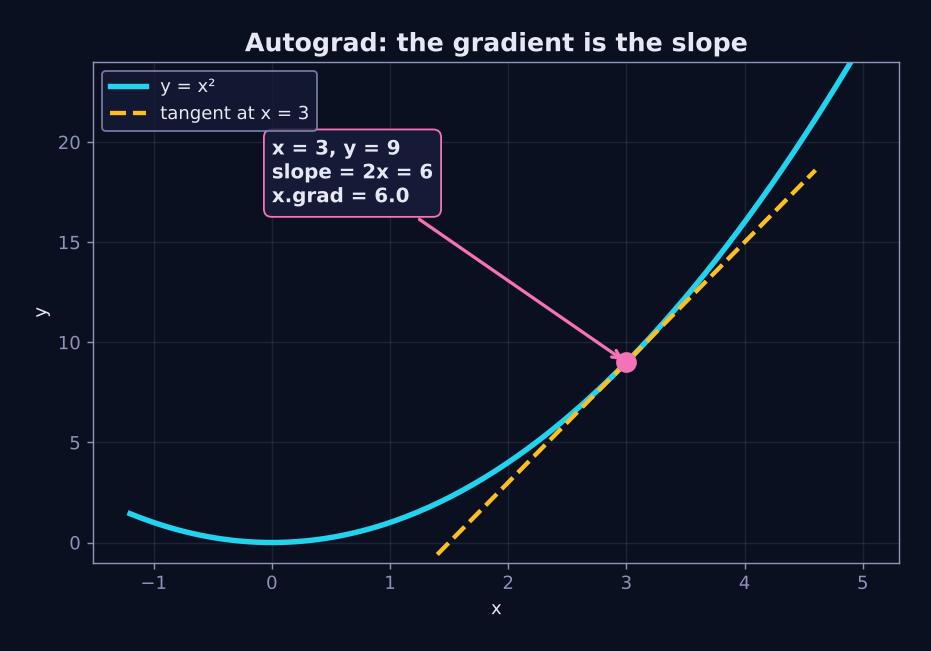 Autograd: the gradient is the slope
y = x²
tangent at x = 3
x = 3, y = 9
slope = 2x = 6
x.grad = 6.0
20
15
10
5
0
y
−1 0 1 2 3 4 5
x